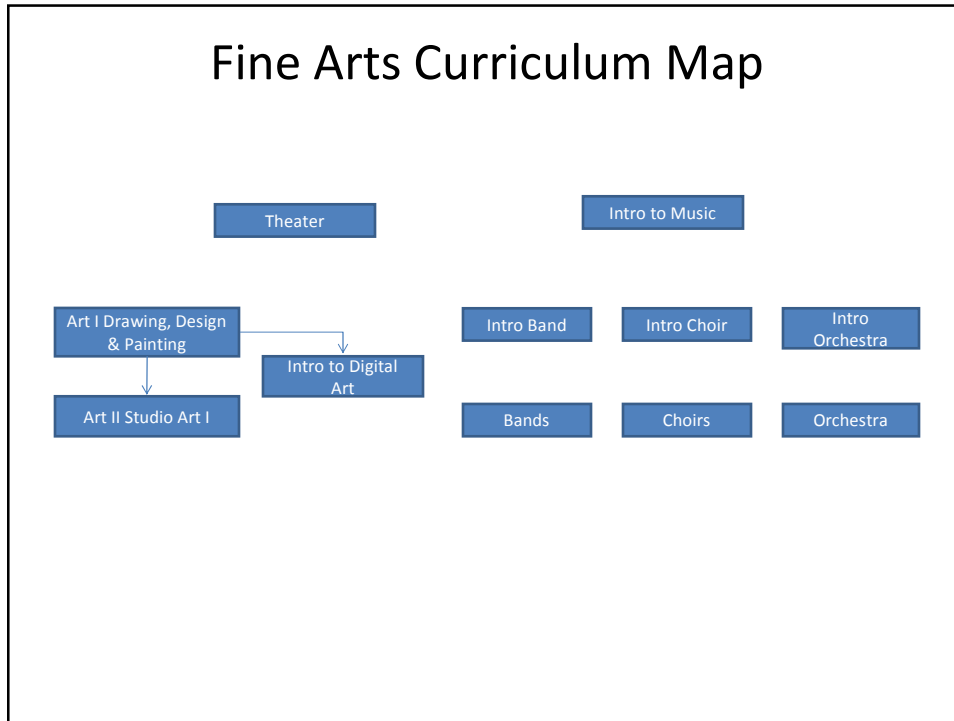 Fine Arts Curriculum Map
Theater
Intro to Music
Art I Drawing, Design
& Painting
Intro to Digital
Art
Art II Studio Art I
Intro Band
Intro Choir
Intro
Orchestra
Bands
Choirs
Orchestra